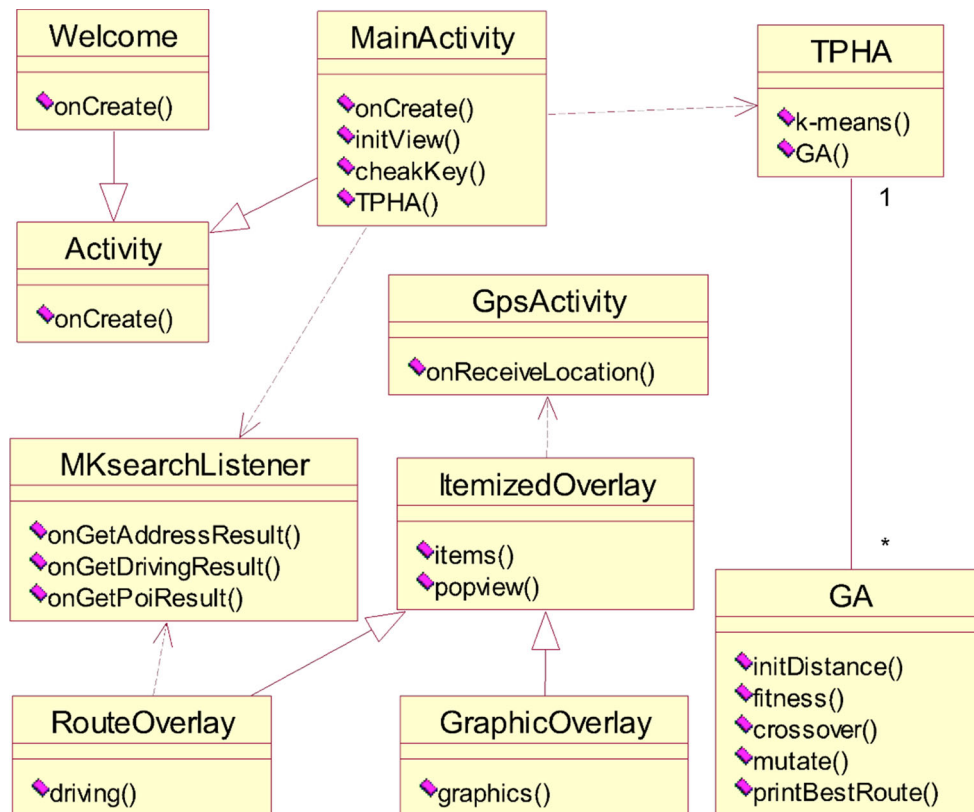 Welcome
onCreate()
MainActivity
onCreate()
initView()
cheakKey()
TPHA()
TPHA
k-means()
GA()
1
Activity
onCreate()
GpsActivity
onReceiveLocation()
MKsearchListener
onGetAddressResult()
onGetDrivingResult()
onGetPoiResult()
ItemizedOverlay
items()
popview()
*
GA
initDistance()
fitness()
crossover()
mutate()
printBestRoute()
RouteOverlay
driving()
GraphicOverlay
graphics()